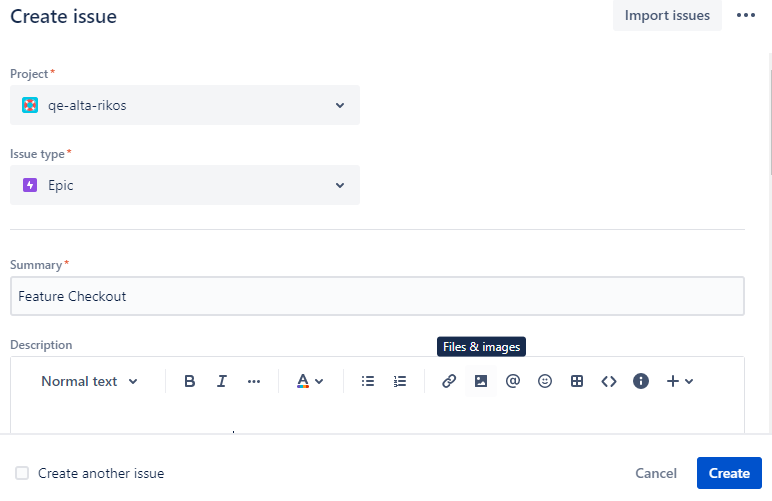 Create issue
Import issues
Project*
qe-alta-rikos
Issue type*
Epic
Summary*
Feature Checkout
Description
Files & images
Normal text
B I A @
Create another issue
Cancel
Create